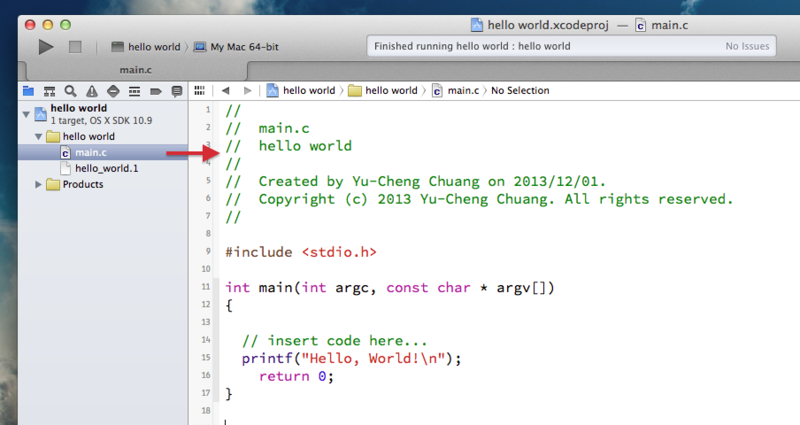 hello world.xcodeproj — main.c
hello world My Mac 64-bit
Finished running hello world : hello world No Issues
main.c
hello world hello world main.c No Selection
hello world
1 target, OS X SDK 10.9
hello world
main.c
hello_world.1
Products
1 //
2 // main.c
3 // hello world
4 //
5 // Created by Yu-Cheng Chuang on 2013/12/01.
6 // Copyright (c) 2013 Yu-Cheng Chuang. All rights reserved.
7 //
8
9 #include <stdio.h>
10
11 int main(int argc, const char * argv[])
12 {
13
14 // insert code here...
15 printf("Hello, World!\n");
16 return 0;
17 }
18